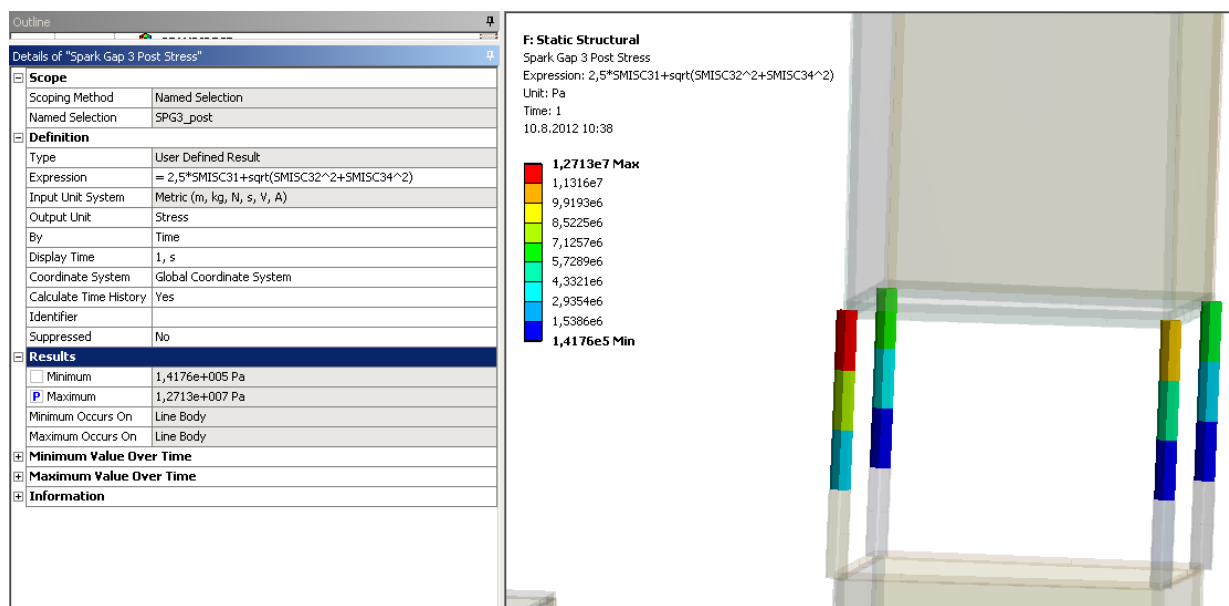 Outline
Details of "Spark Gap 3 Post Stress"
Scope
Scoping Method Named Selection
Named Selection SPG3_post
Definition
Type User Defined Result
Expression = 2,5*SMISC31+sqrt(SMISC32^2+SMISC34^2)
Input Unit System Metric (m, kg, N, s, V, A)
Output Unit Stress
By Time
Display Time 1, s
Coordinate System Global Coordinate System
Calculate Time History Yes
Identifier
Suppressed No
Results
Minimum 1,4176e+005 Pa
P Maximum 1,2713e+007 Pa
Minimum Occurs On Line Body
Maximum Occurs On Line Body
Minimum Value Over Time
Maximum Value Over Time
Information
F: Static Structural
Spark Gap 3 Post Stress
Expression: 2,5*SMISC31+sqrt(SMISC32^2+SMISC34^2)
Unit: Pa
Time: 1
10.8.2012 10:38
1,2713e7 Max
1,1316e7
9,9193e6
8,5225e6
7,1257e6
5,7289e6
4,3321e6
2,9354e6
1,5386e6
1,4176e5 Min